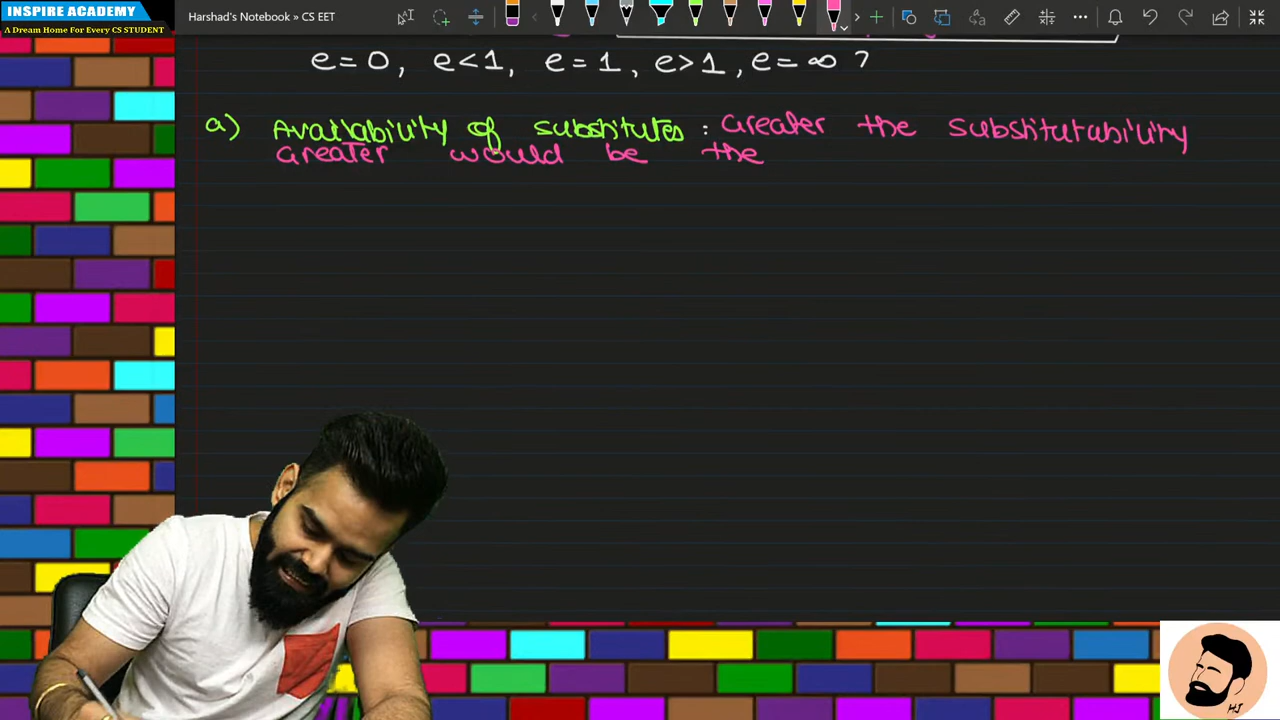 INSPIRE ACADEMY
A Dream Home For Every CS STUDENT
Harshad's Notebook » CS EET
e = 0, e < 1, e = 1, e > 1, e = ∞ ?
a) Availability of substitutes : Greater the substitutability
Greater would be the
HJ